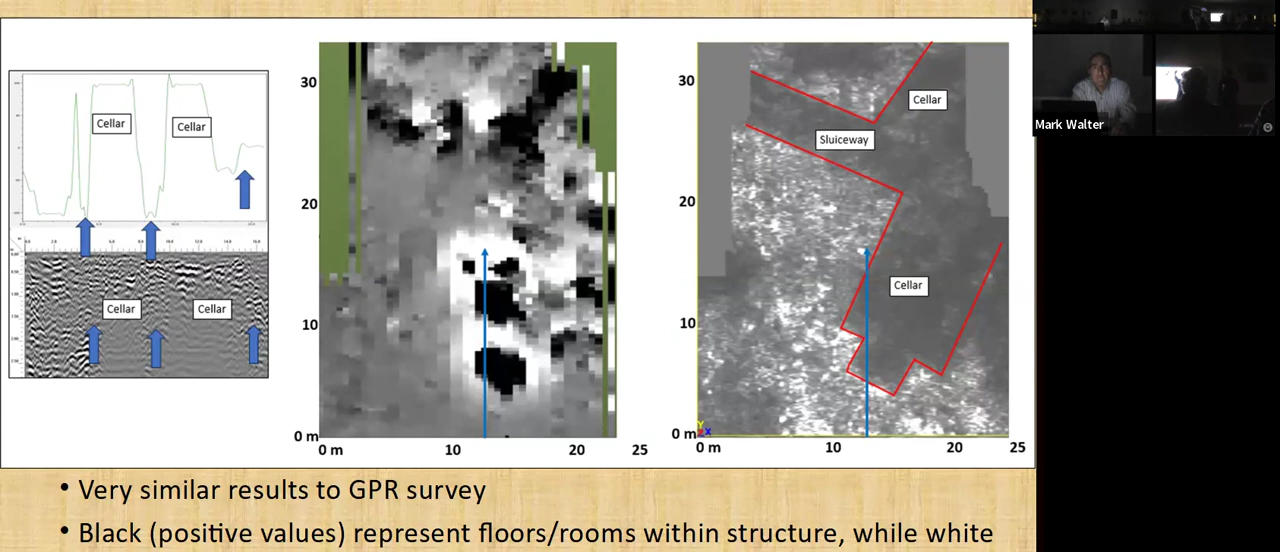 Cellar
Cellar
Cellar
Cellar
30
20
10
0 m
0 m
10
20
25
30
20
10
0 m
0 m
10
20
25
Cellar
Sluiceway
Cellar
Y
X
Mark Walter
• Very similar results to GPR survey
• Black (positive values) represent floors/rooms within structure, while white